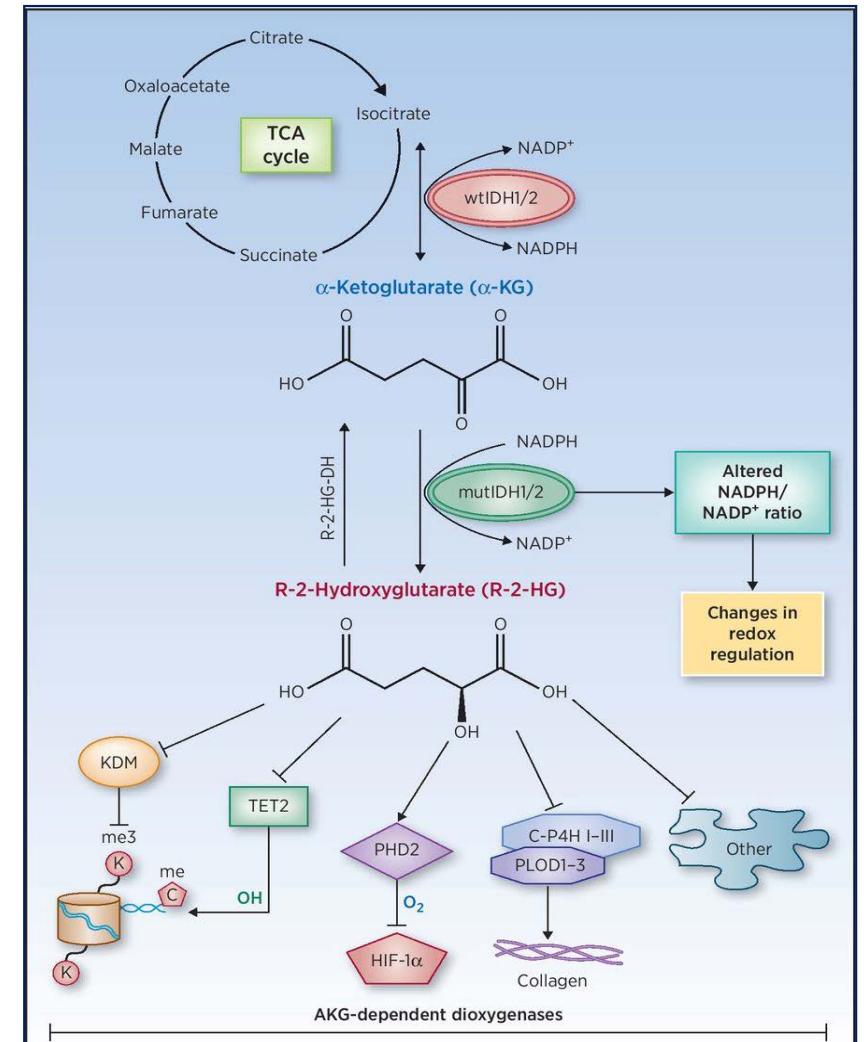 Citrate
Oxaloacetate
Isocitrate
TCA
cycle
Malate
NADP⁺
wtIDH1/2
Fumarate
NADPH
Succinate
α-Ketoglutarate (α-KG)
O
O
HO
OH
O
NADPH
R-2-HG-DH
mutIDH1/2
NADP⁺
Altered
NADPH/
NADP⁺ ratio
R-2-Hydroxyglutarate (R-2-HG)
Changes in
redox
regulation
O
O
HO
OH
OH
KDM
TET2
me3
K
me
C
OH
K
PHD2
O₂
HIF-1α
C-P4H I–III
PLOD1–3
Collagen
Other
AKG-dependent dioxygenases